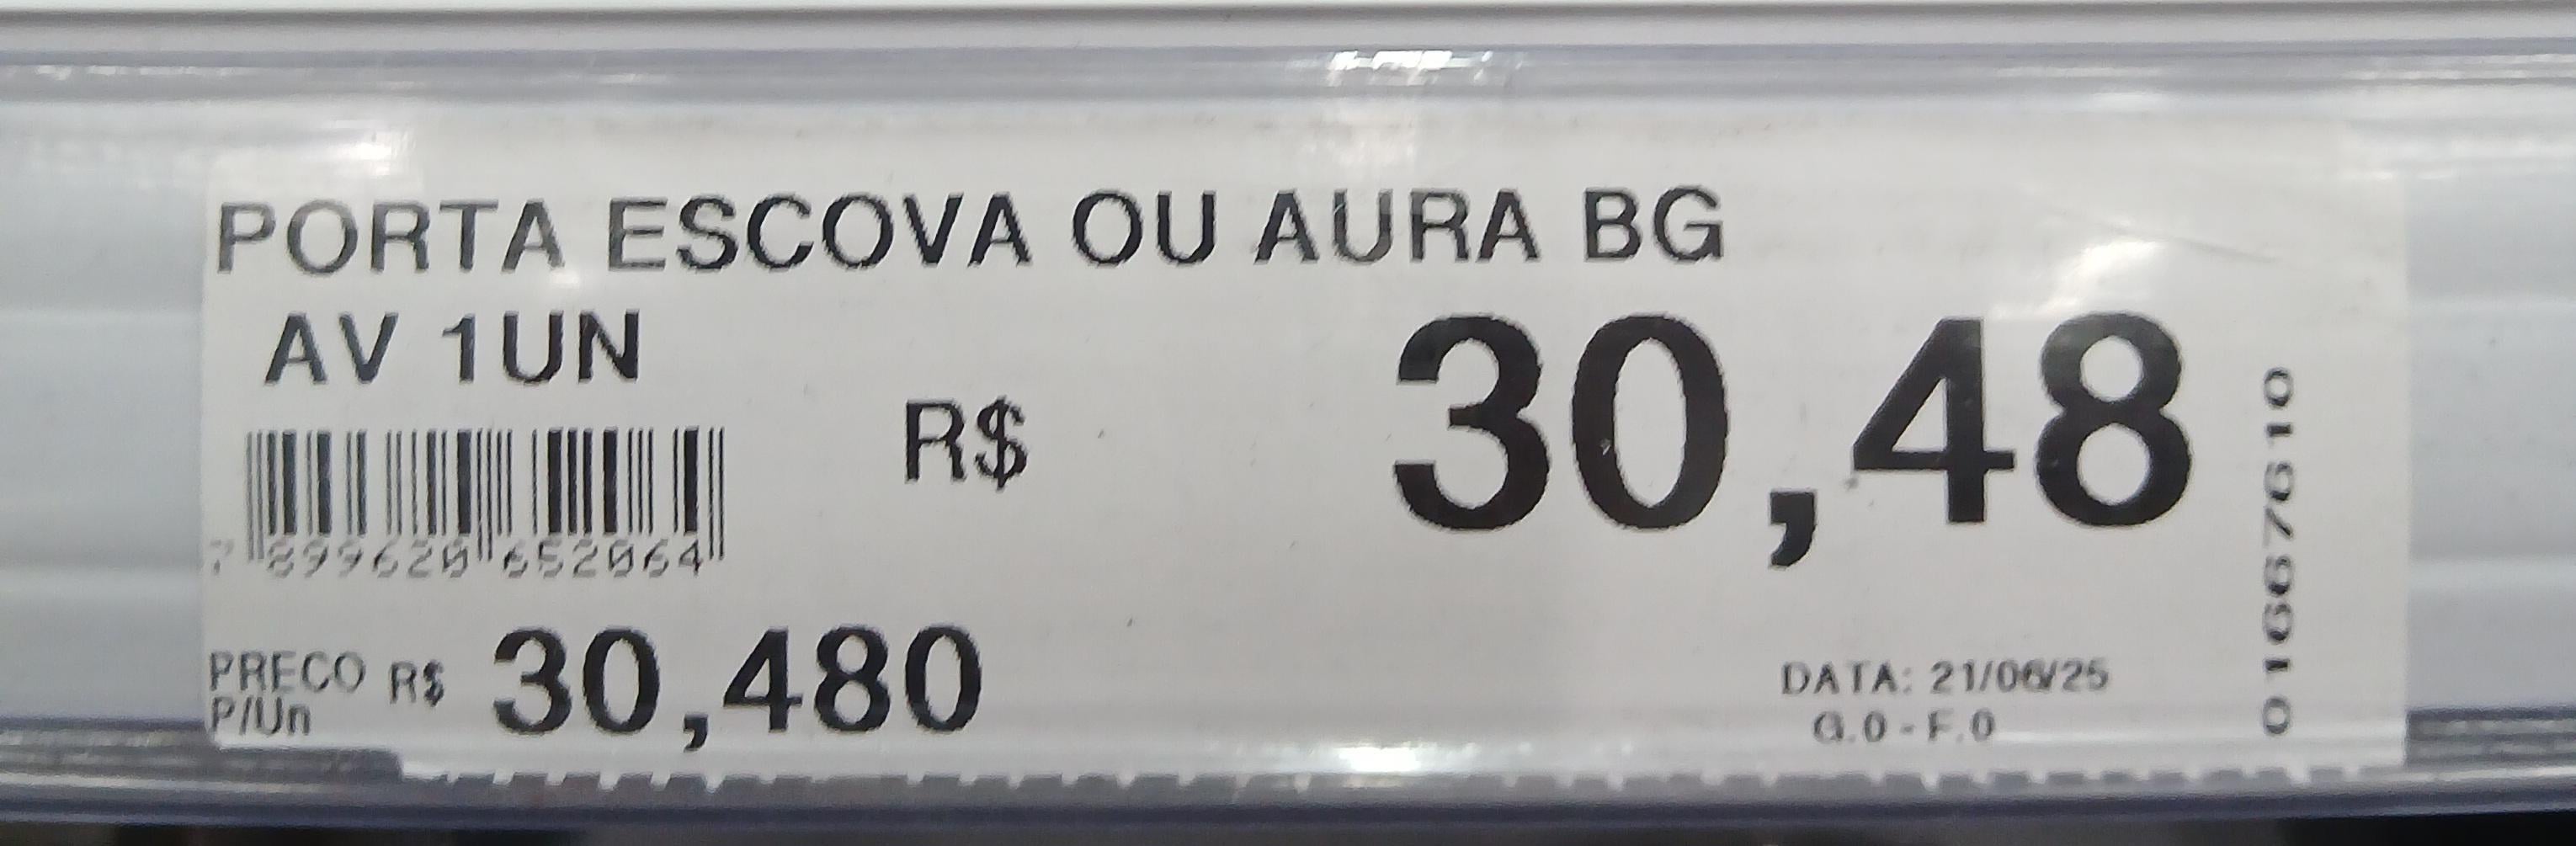 PORTA ESCOVA OU AURA BG
AV 1UN
R$ 30,48
7 899620 652064
PRECO R$ 30,480
P/Un
DATA: 21/06/25
G.0 - F.0